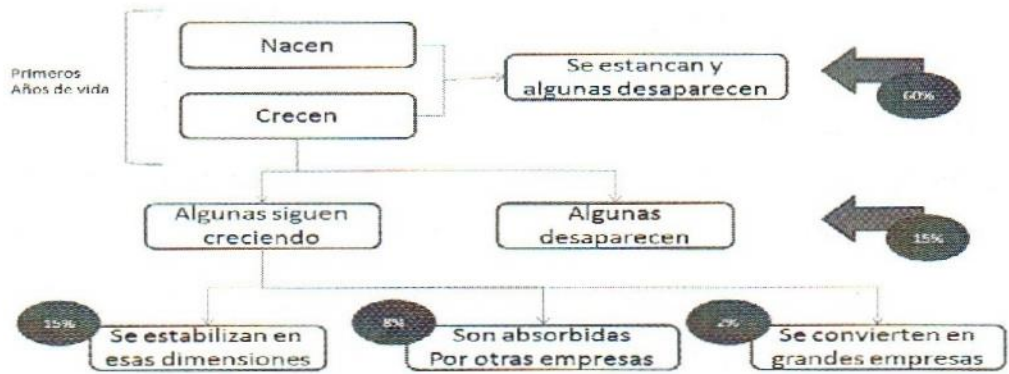 Nacen
Primeros
Años de vida
Se estancan y
algunas desaparecen
60%
Crecen
Algunas siguen
creciendo
Algunas
desaparecen
15%
15%
Se estabilizan en
esas dimensiones
8%
Son absorbidas
Por otras empresas
2%
Se convierten en
grandes empresas